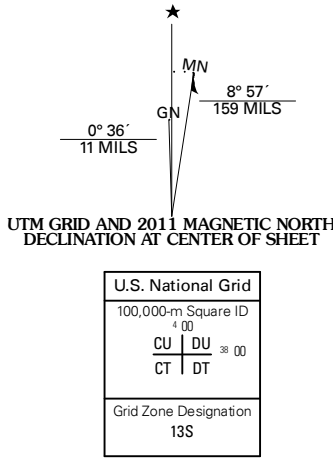 ★
MN
8° 57´
159 MILS
GN
0° 36´
11 MILS
UTM GRID AND 2011 MAGNETIC NORTH
DECLINATION AT CENTER OF SHEET
U.S. National Grid
100,000-m Square ID
4 00
CU DU 38 00
CT DT
Grid Zone Designation
13S